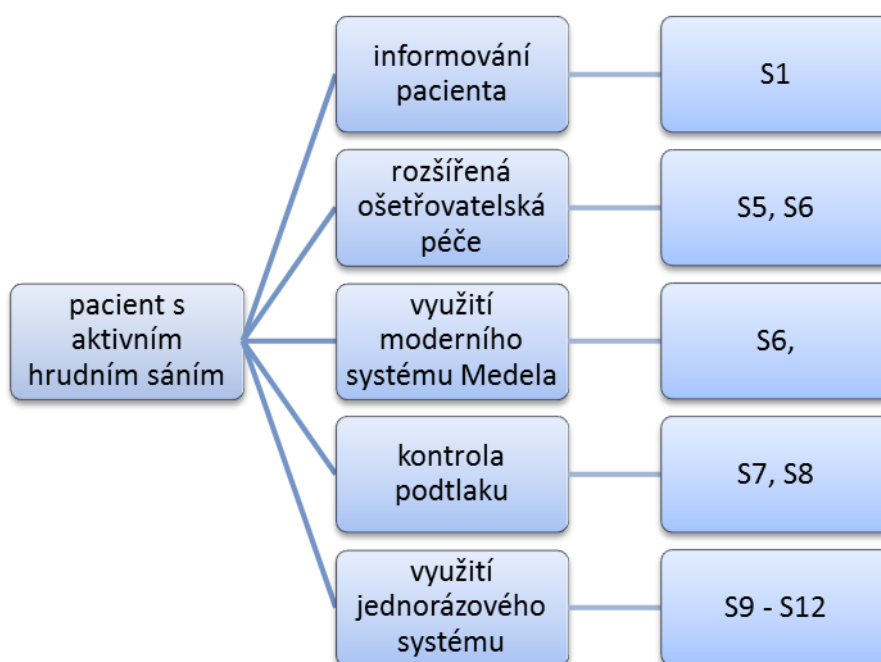 informování
pacienta
S1
rozšířená
ošetřovatelská
péče
S5, S6
pacient s
aktivním
hrudním sáním
využití
moderního
systému Medela
S6,
kontrola
podtlaku
S7, S8
využití
jednorázového
systému
S9 - S12